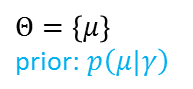 Θ = {μ}
prior: p(μ|γ)